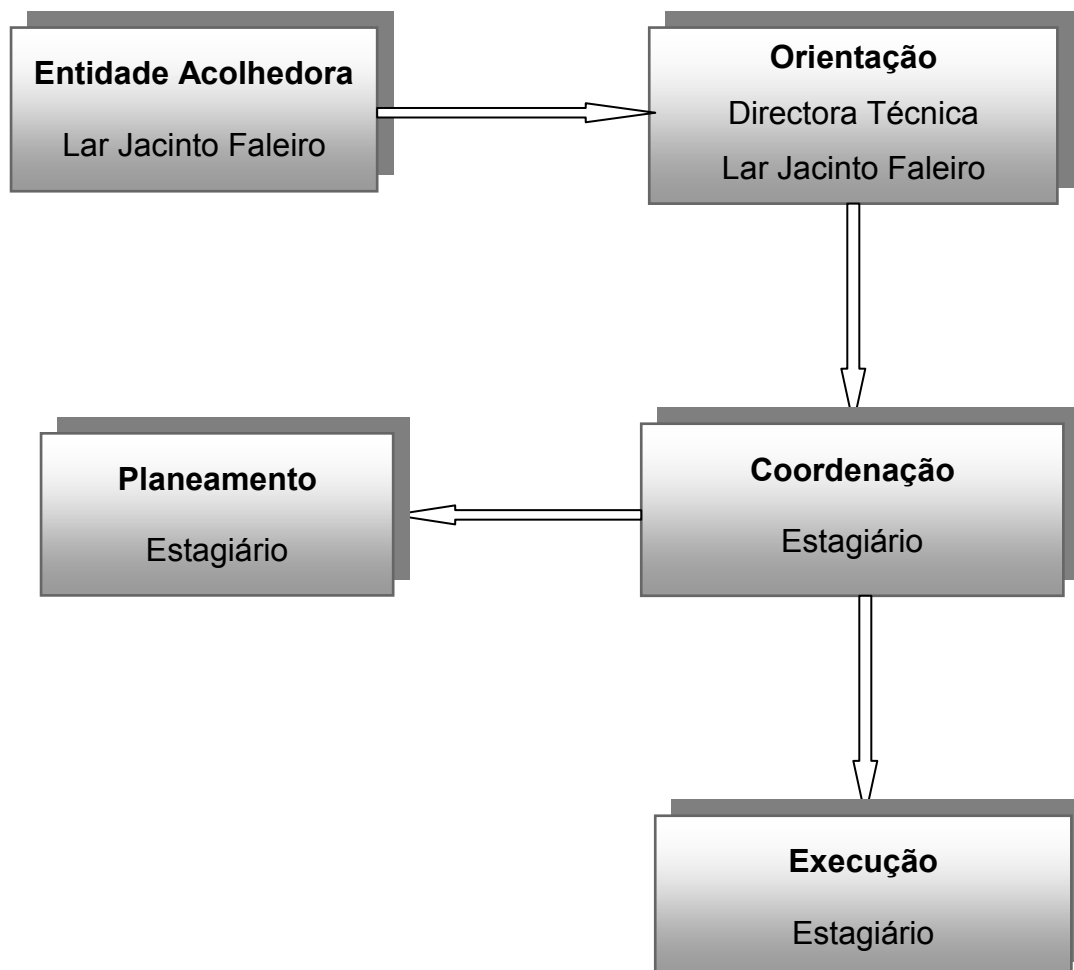 Entidade Acolhedora
Lar Jacinto Faleiro
Orientação
Directora Técnica
Lar Jacinto Faleiro
Planeamento
Estagiário
Coordenação
Estagiário
Execução
Estagiário